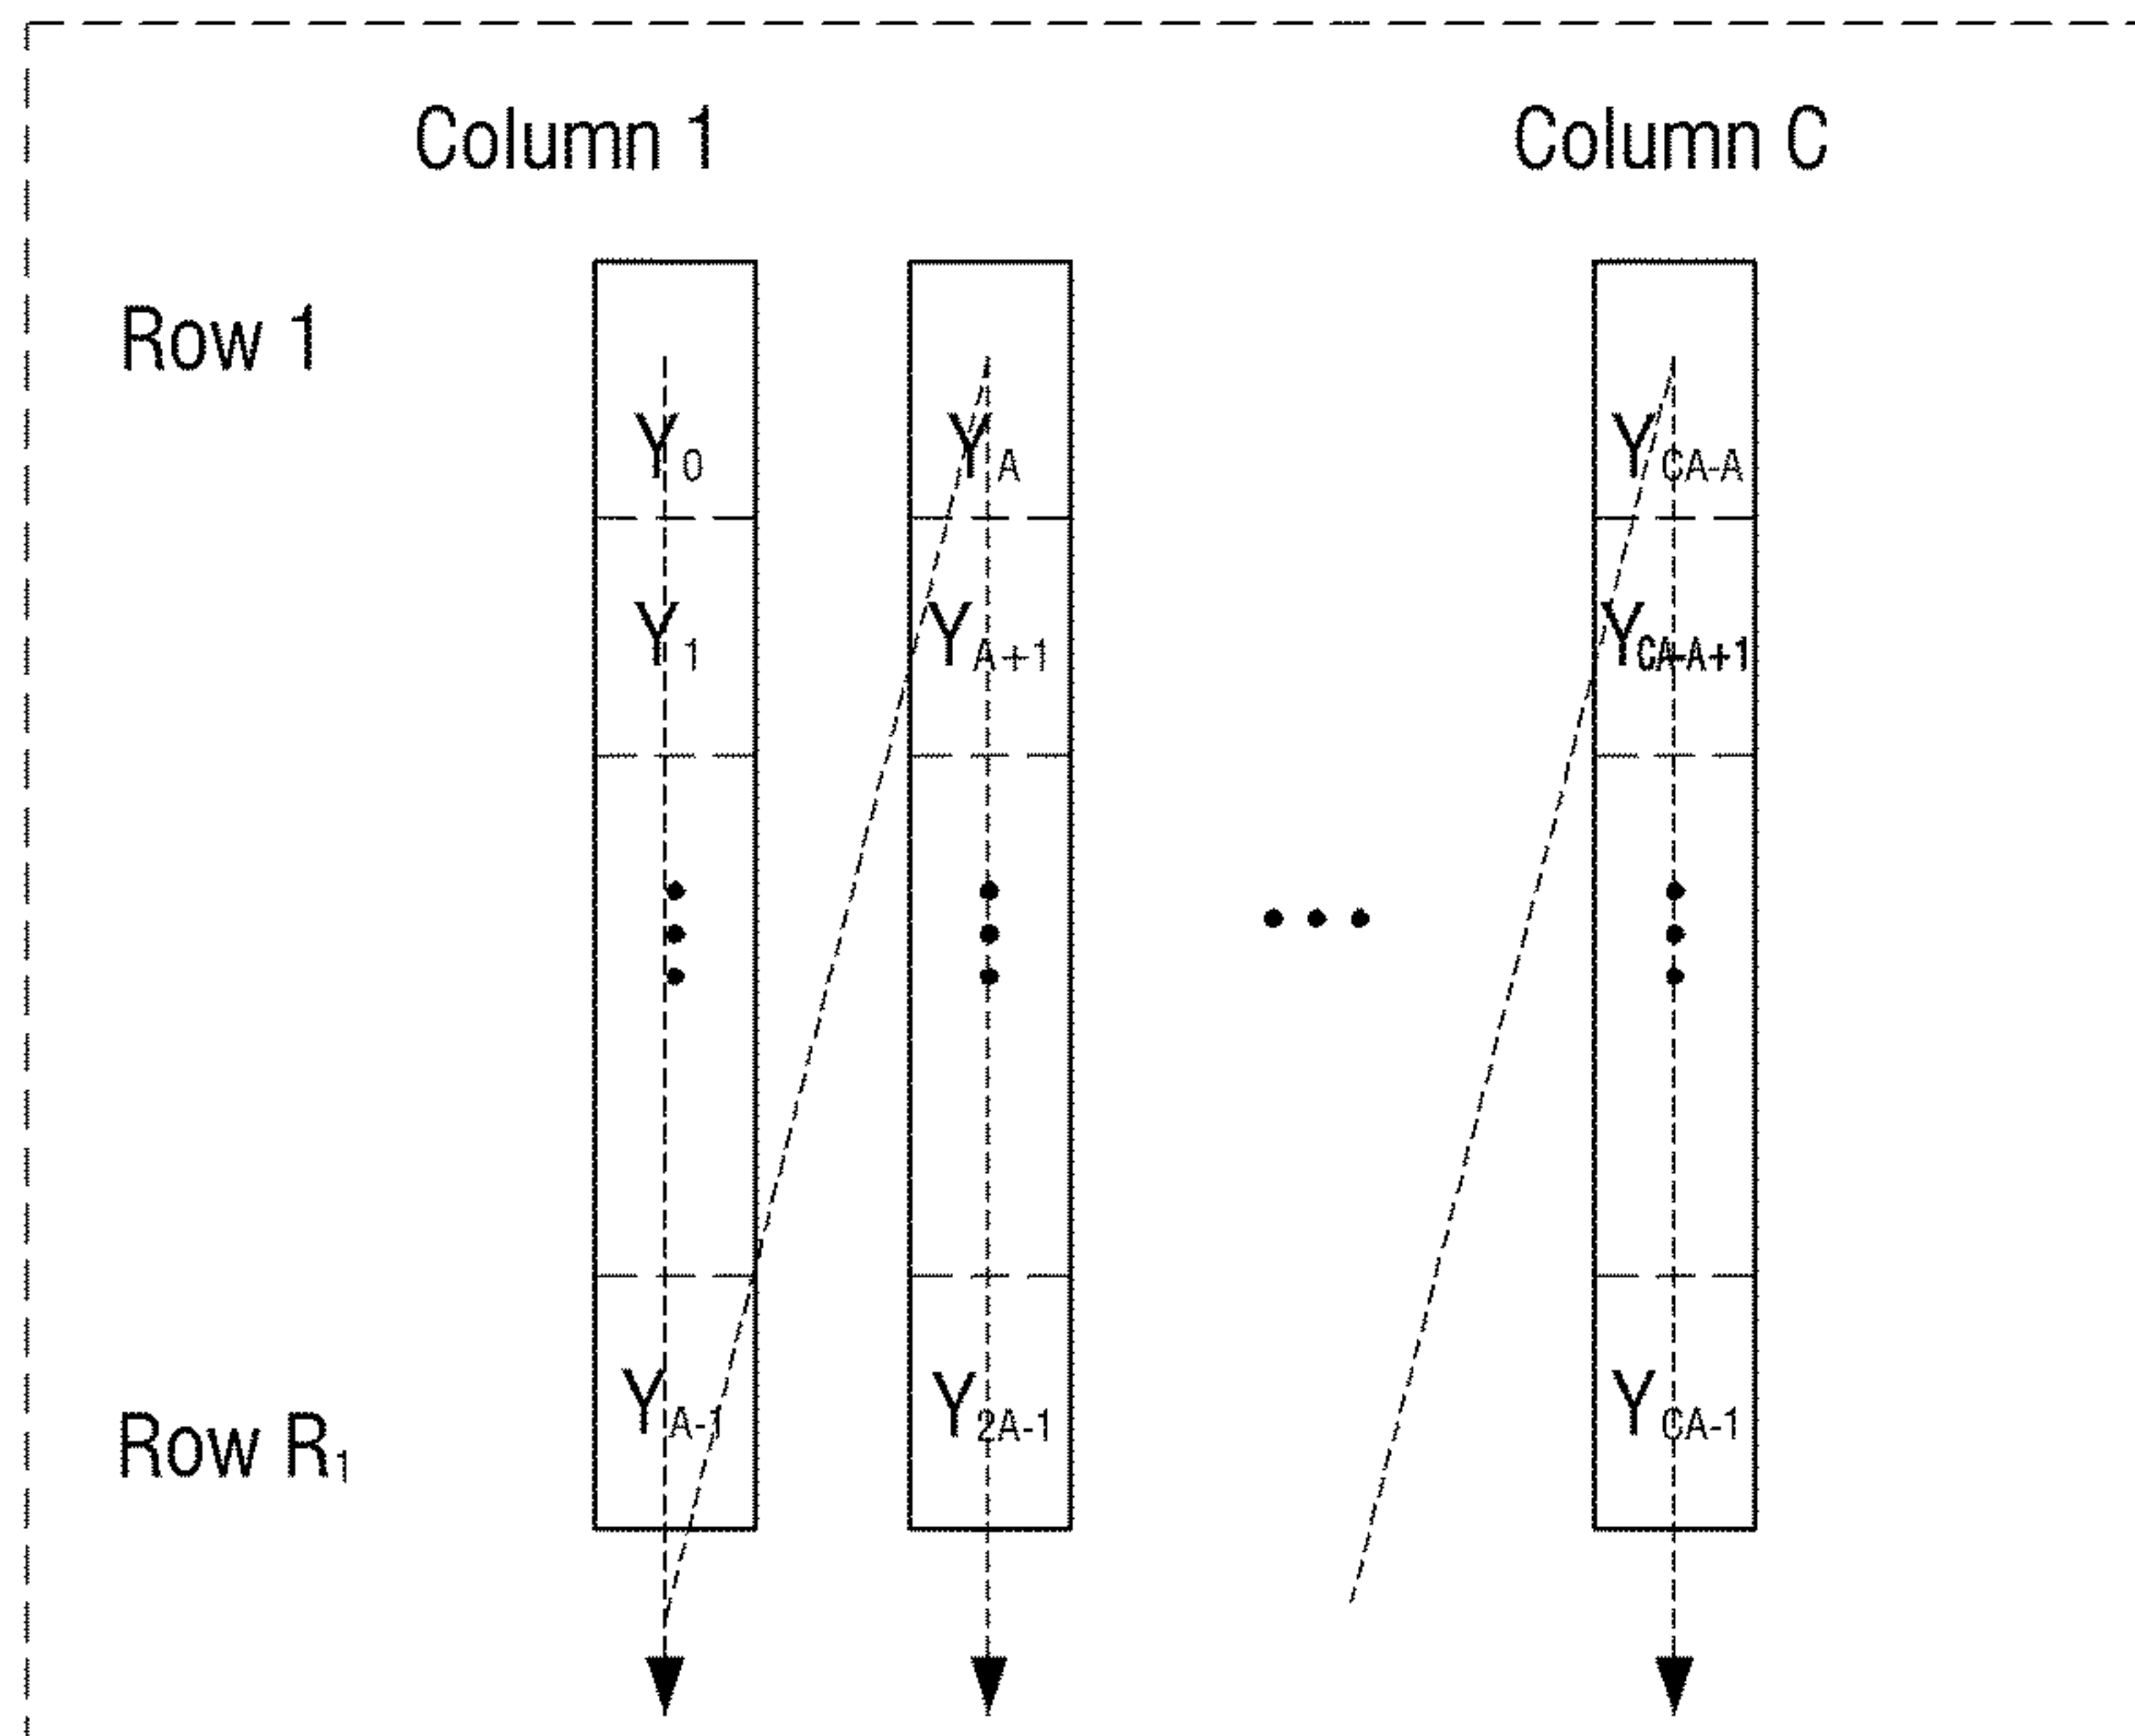 Column 1 Column C
Row 1
Y0 YA YCA-A
Y1 YA+1 YCA-A+1
Row R1 YA-1 Y2A-1 YCA-1